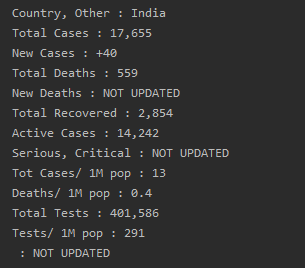 Country, Other : India
Total Cases : 17,655
New Cases : +40
Total Deaths : 559
New Deaths : NOT UPDATED
Total Recovered : 2,854
Active Cases : 14,242
Serious, Critical : NOT UPDATED
Tot Cases/ 1M pop : 13
Deaths/ 1M pop : 0.4
Total Tests : 401,586
Tests/ 1M pop : 291
: NOT UPDATED